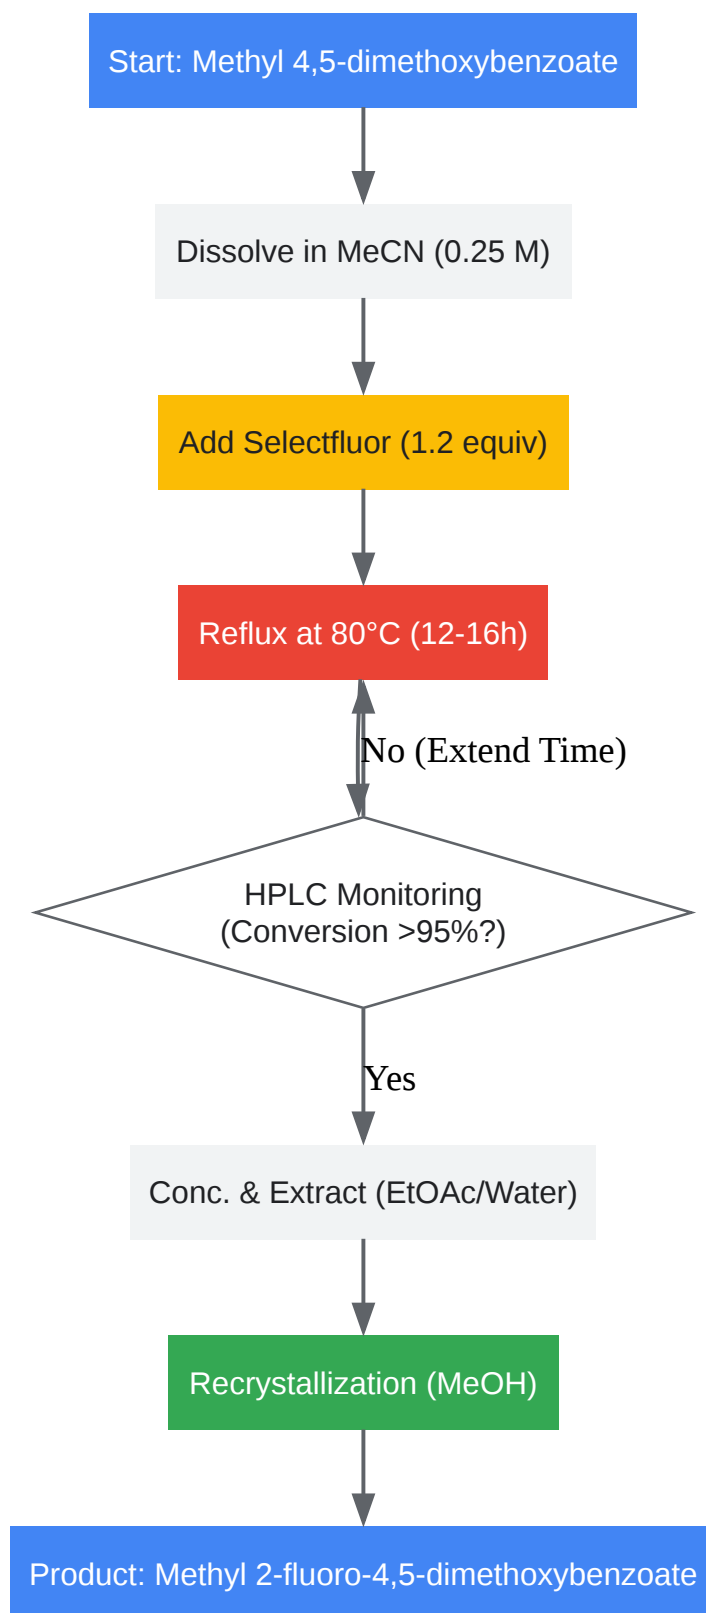 Start: Methyl 4,5-dimethoxybenzoate
Dissolve in MeCN (0.25 M)
Add Selectfluor (1.2 equiv)
Reflux at 80°C (12-16h)
No (Extend Time)
HPLC Monitoring
(Conversion >95%?)
Yes
Conc. & Extract (EtOAc/Water)
Recrystallization (MeOH)
Product: Methyl 2-fluoro-4,5-dimethoxybenzoate